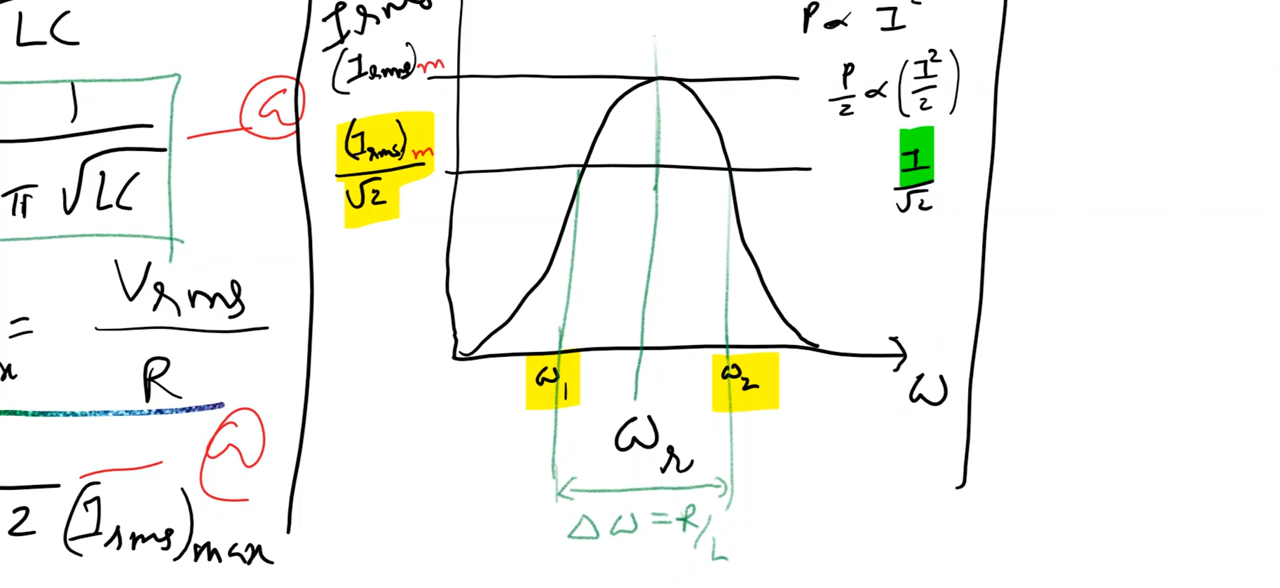 LC
1
π √LC
= Vrms
R
2 (Irms)max
Irms
(Irms)m
(Irms)m
√2
P ∝ I²
P/2 ∝ (I²/2)
I
√2
ω₁
ω₂
ω
ωr
Δω = R/L